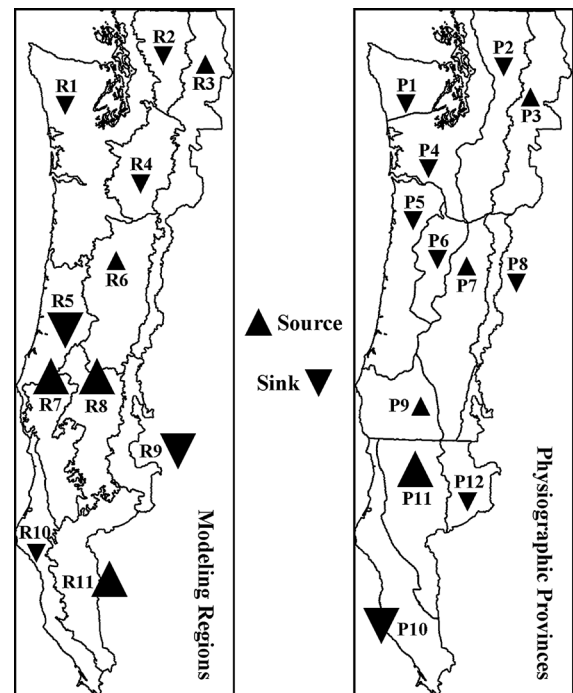 R1
R2
R3
R4
R5
R6
R7
R8
R9
R10
R11
Modeling Regions
Source
Sink
P1
P2
P3
P4
P5
P6
P7
P8
P9
P11
P12
P10
Physiographic Provinces